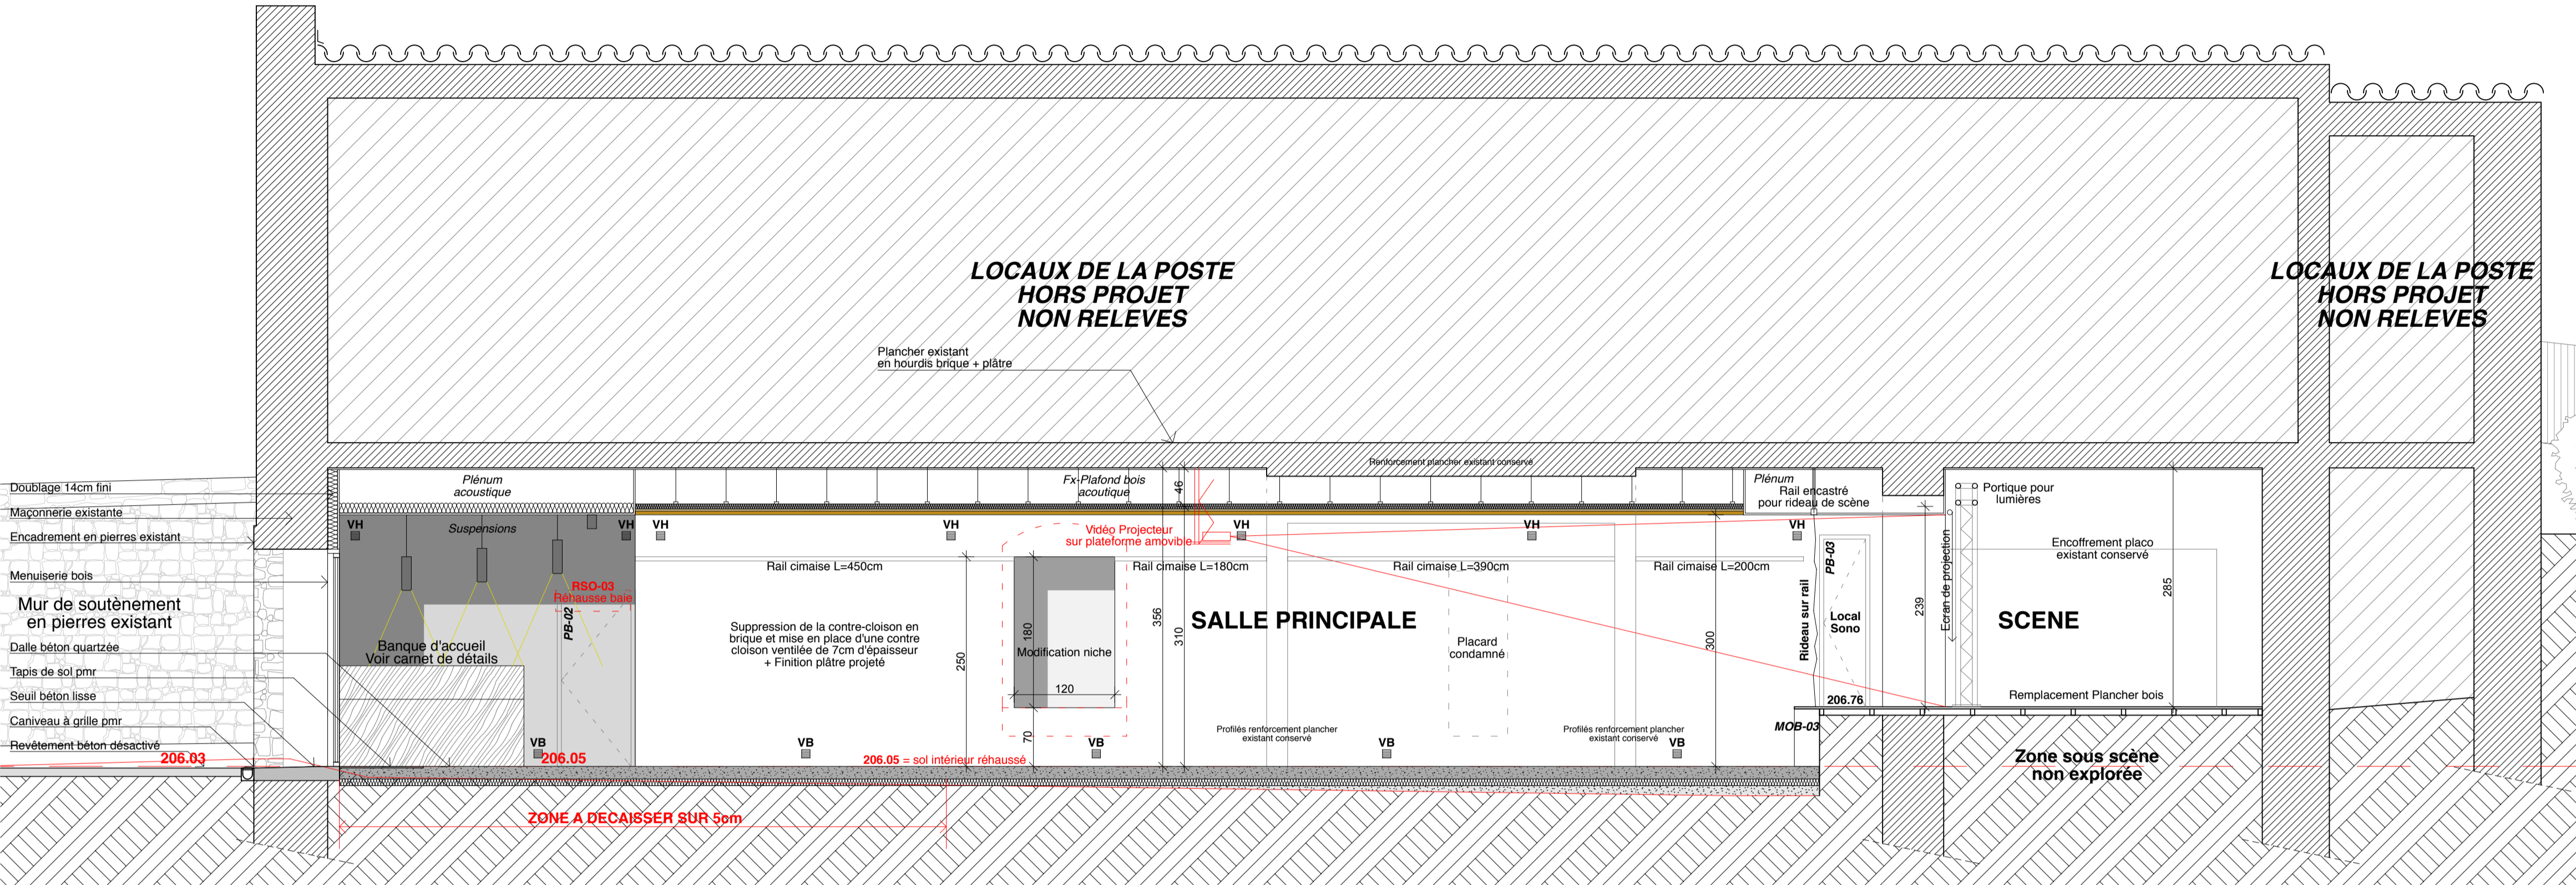 LOCAUX DE LA POSTE
HORS PROJET
NON RELEVES
LOCAUX DE LA POSTE
HORS PROJET
NON RELEVES
Plancher existant
en hourdis brique + plâtre
Renforcement plancher existant conservé
Doublage 14cm fini
Maçonnerie existante
Encadrement en pierres existant
Menuiserie bois
Mur de soutènement
en pierres existant
Dalle béton quartzée
Tapis de sol pmr
Seuil béton lisse
Caniveau à grille pmr
Revêtement béton désactivé
206.03
Plénum
acoustique
Suspensions
VH
VH
VH
VH
VH
VH
VH
Fx-Plafond bois
acoutique
46
Plénum
Rail encastré
pour rideau de scène
Portique pour
lumières
Vidéo Projecteur
sur plateforme amovible
Encoffrement placo
existant conservé
Rail cimaise L=450cm
Rail cimaise L=180cm
Rail cimaise L=390cm
Rail cimaise L=200cm
RSO-03
Réhausse baie
PB-02
Banque d'accueil
Voir carnet de détails
Suppression de la contre-cloison en
brique et mise en place d'une contre
cloison ventilée de 7cm d'épaisseur
+ Finition plâtre projeté
250
180
Modification niche
120
70
356
310
SALLE PRINCIPALE
Placard
condamné
300
Rideau sur rail
PB-03
Local
Sono
206.76
239
Ecran de projection
SCENE
285
Remplacement Plancher bois
Profilés renforcement plancher
existant conservé
Profilés renforcement plancher
existant conservé
MOB-03
VB
VB
VB
VB
VB
206.05
206.05 = sol intérieur réhaussé
Zone sous scène
non explorée
ZONE A DECAISSER SUR 5cm